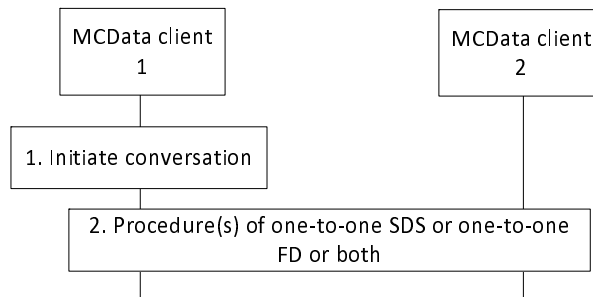 MCData client
1
MCData client
2
1. Initiate conversation
2. Procedure(s) of one-to-one SDS or one-to-one
FD or both